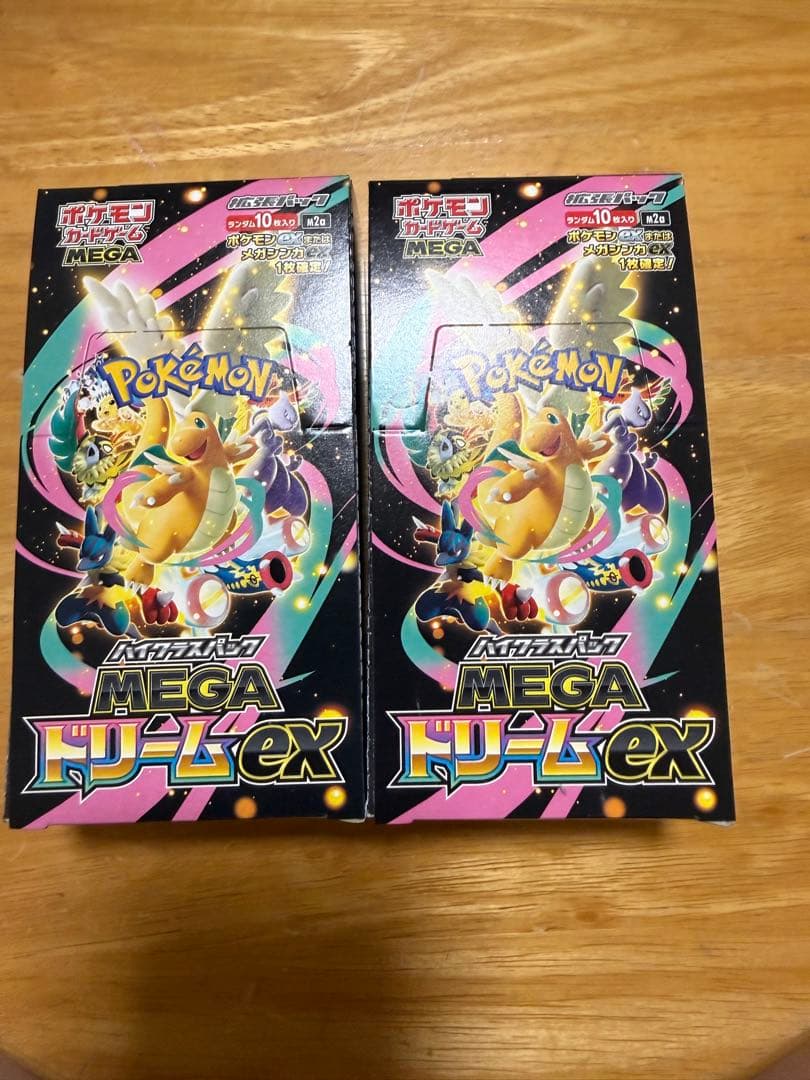 ポケモン
カードゲーム
MEGA
拡張パック
ランダム10枚入り
M2a
ポケモンexまたは
メガシンカex
1枚確定!
POKéMON
ハイクラスパック
MEGA
ドリームex
ポケモン
カードゲーム
MEGA
拡張パック
ランダム10枚入り
M2a
ポケモンexまたは
メガシンカex
1枚確定!
POKéMON
ハイクラスパック
MEGA
ドリームex